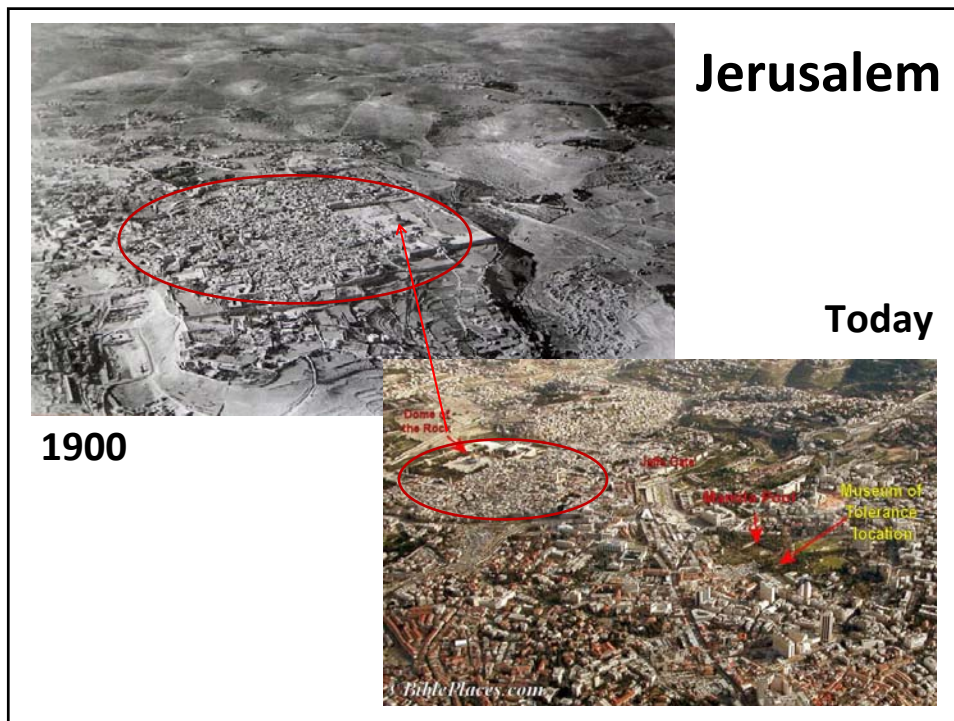 Jerusalem
Today
1900
Dome of
the Rock
Jaffa Gate
Mamilla Pool
Museum of
Tolerance
location
BiblePlaces.com